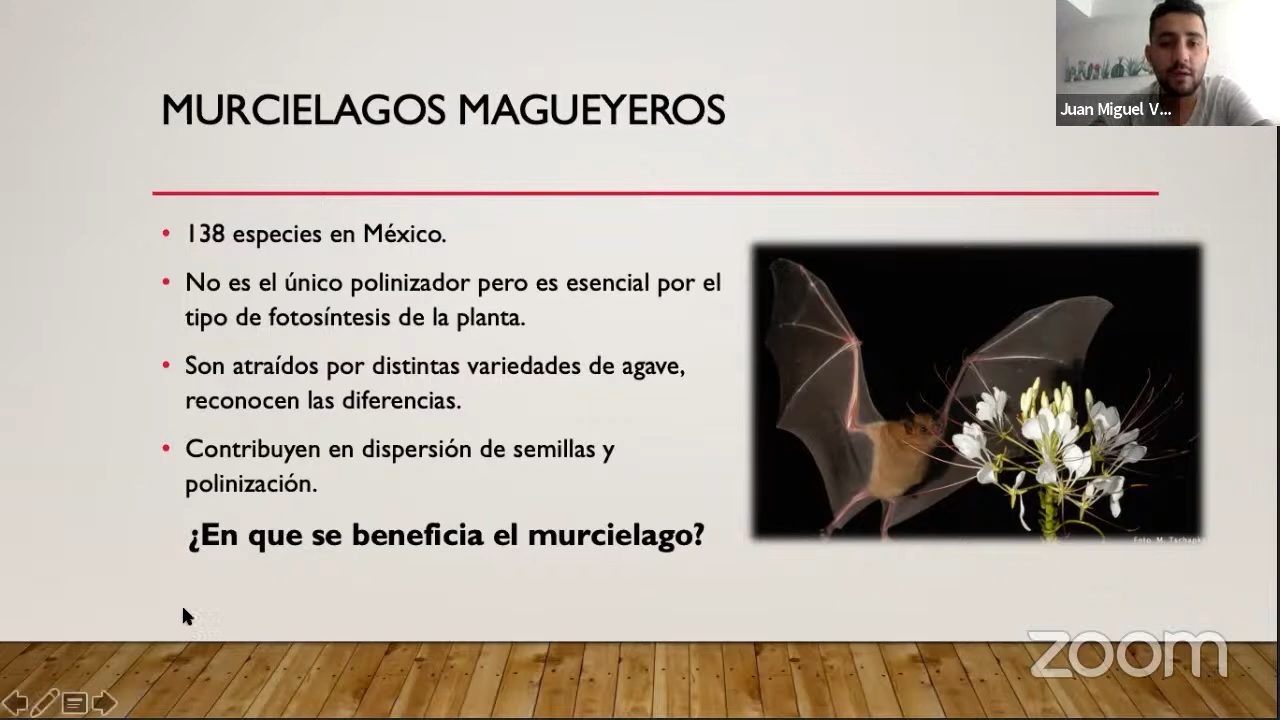 MURCIELAGOS MAGUEYEROS
Juan Miguel V...
• 138 especies en México.
• No es el único polinizador pero es esencial por el
tipo de fotosíntesis de la planta.
• Son atraídos por distintas variedades de agave,
reconocen las diferencias.
• Contribuyen en dispersión de semillas y
polinización.
¿En que se beneficia el murcielago?
Foto. M. Tschapka
zoom